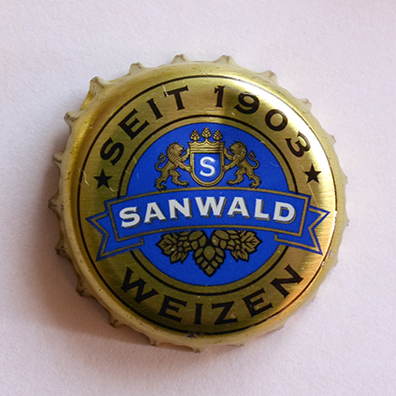 SEIT 1903
S
SANWALD
WEIZEN